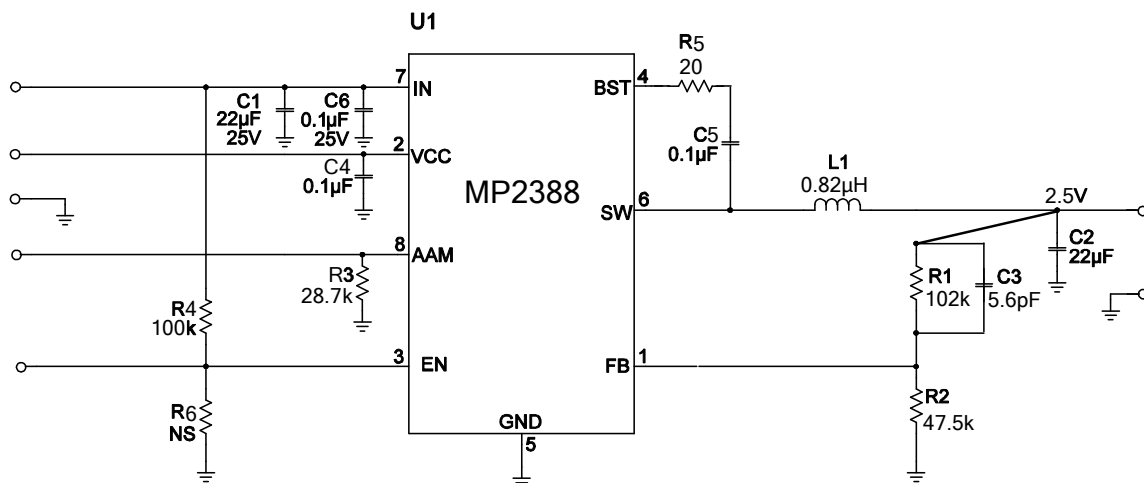 U1
7
IN
C1
22µF
25V
C6
0.1µF
25V
2
VCC
C4
0.1µF
8
AAM
R3
28.7k
R4
100k
3
EN
R6
NS
MP2388
GND
5
4
BST
R5
20
C5
0.1µF
6
SW
L1
0.82µH
2.5V
C2
22µF
R1
102k
C3
5.6pF
1
FB
R2
47.5k